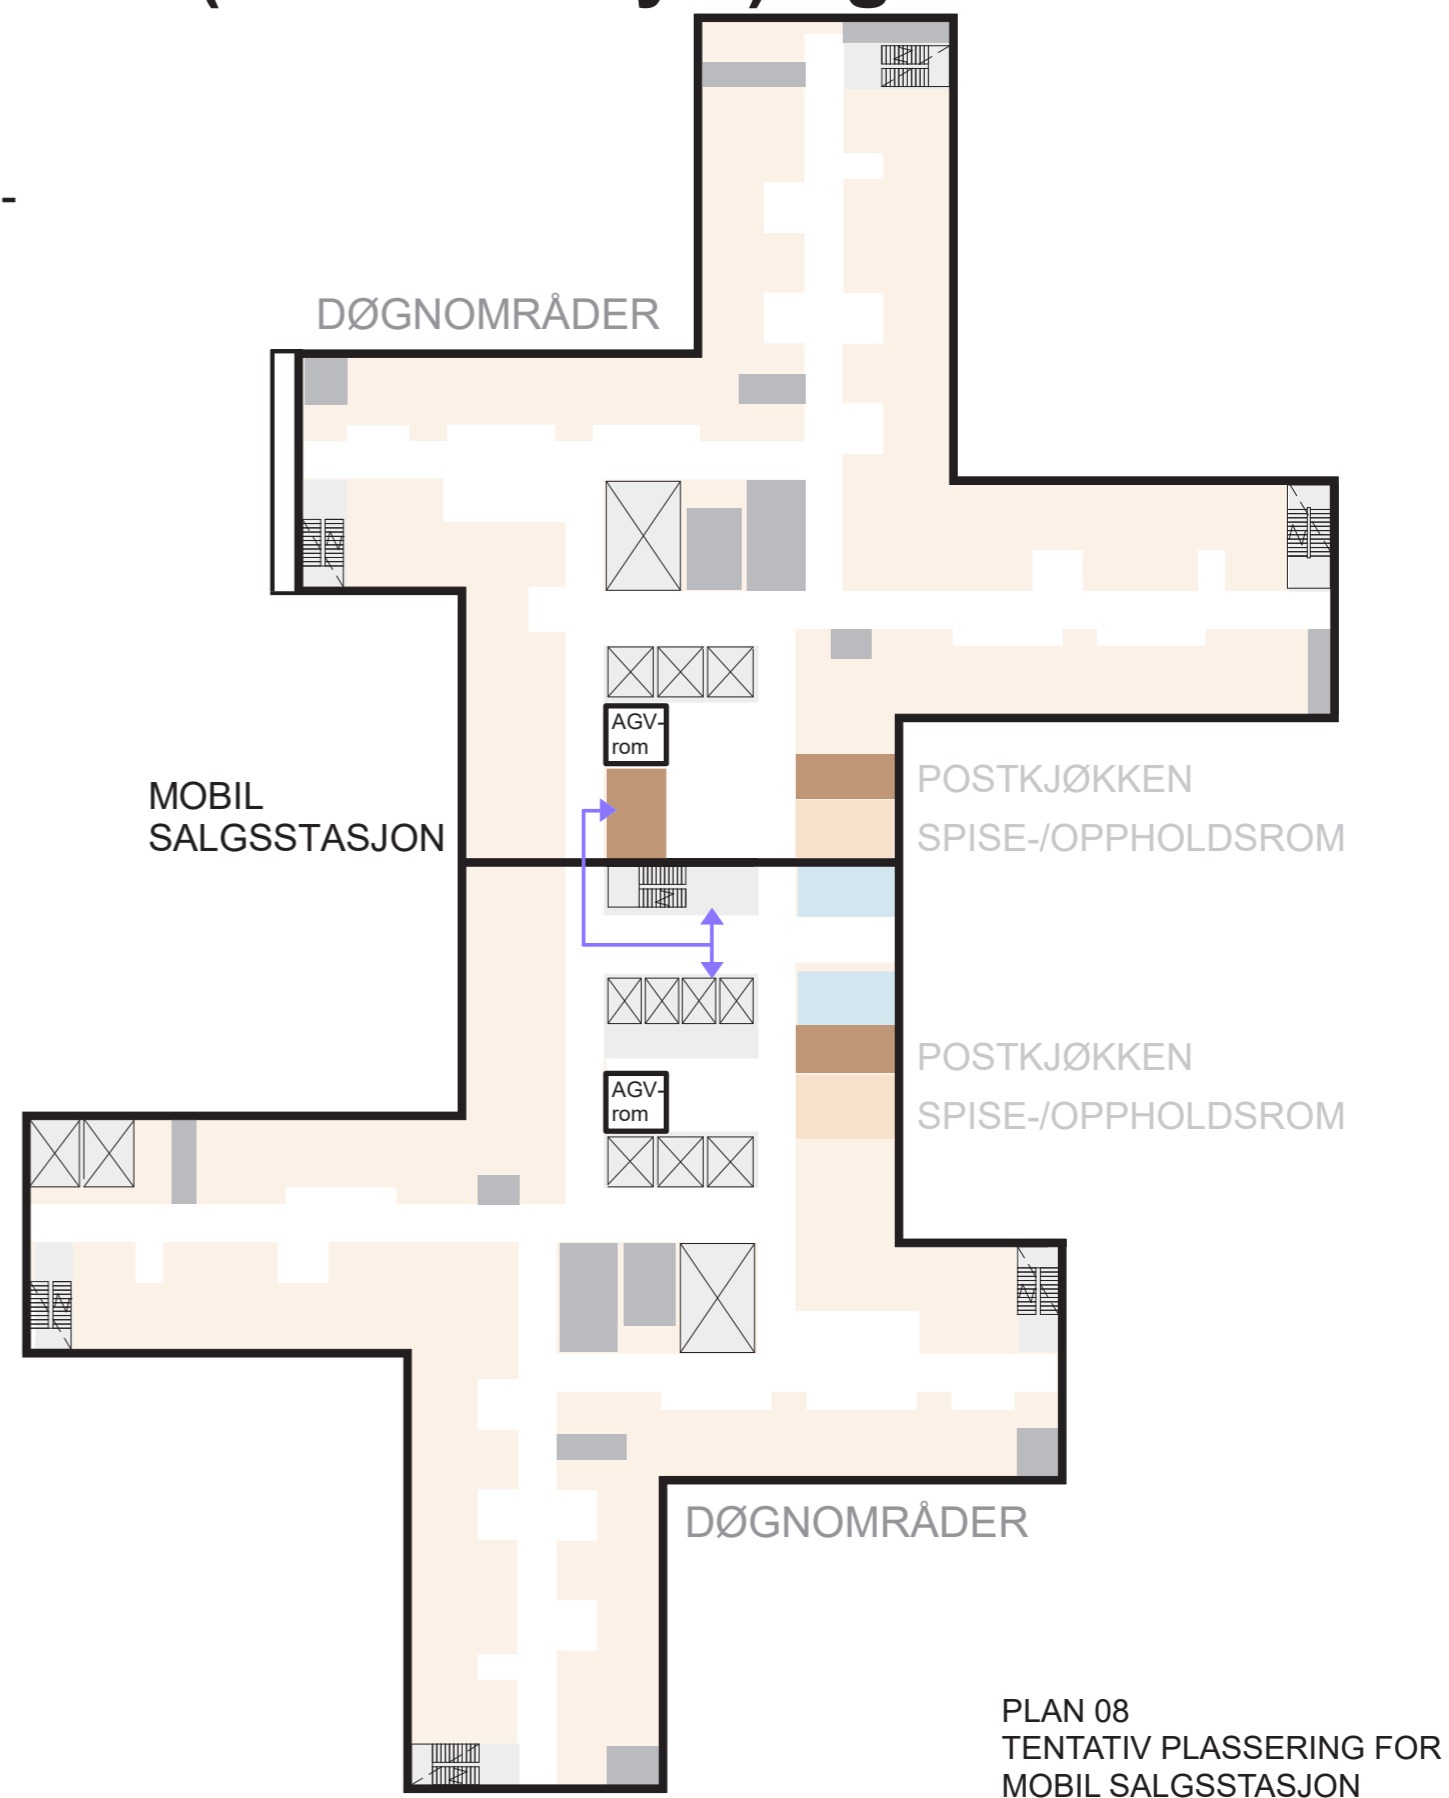 -
DØGNOMRÅDER
AGV-
rom
MOBIL
SALGSSTASJON
POSTKJØKKEN
SPISE-/OPPHOLDSROM
POSTKJØKKEN
SPISE-/OPPHOLDSROM
AGV-
rom
DØGNOMRÅDER
PLAN 08
TENTATIV PLASSERING FOR
MOBIL SALGSSTASJON